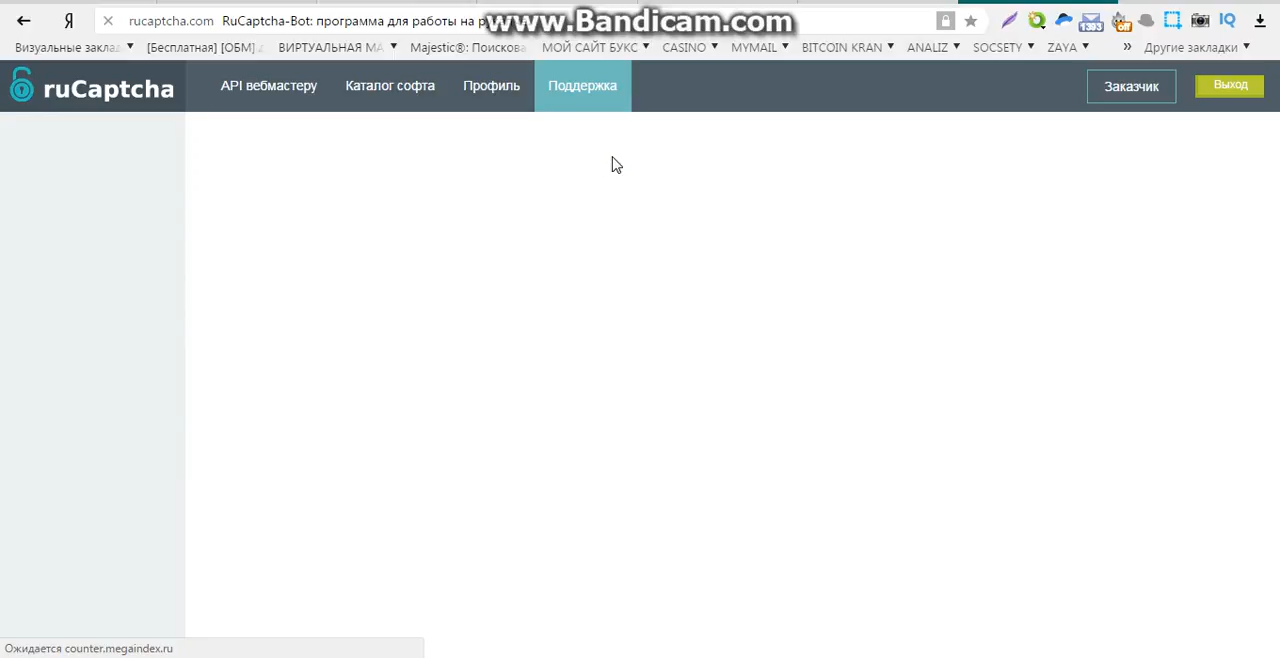 Я rucaptcha.com RuCaptcha-Bot: программа для работы на р
www.Bandicam.com
Визуальные заклад [Бесплатная] [ОБМ] ВИРТУАЛЬНАЯ МА Majestic®: Поискова МОЙ САЙТ БУКС CASINO MYMAIL BITCOIN KRAN ANALIZ SOCSETY ZAYA » Другие закладки
ruCaptcha API вебмастеру Каталог софта Профиль Поддержка Заказчик Выход
Ожидается counter.megaindex.ru